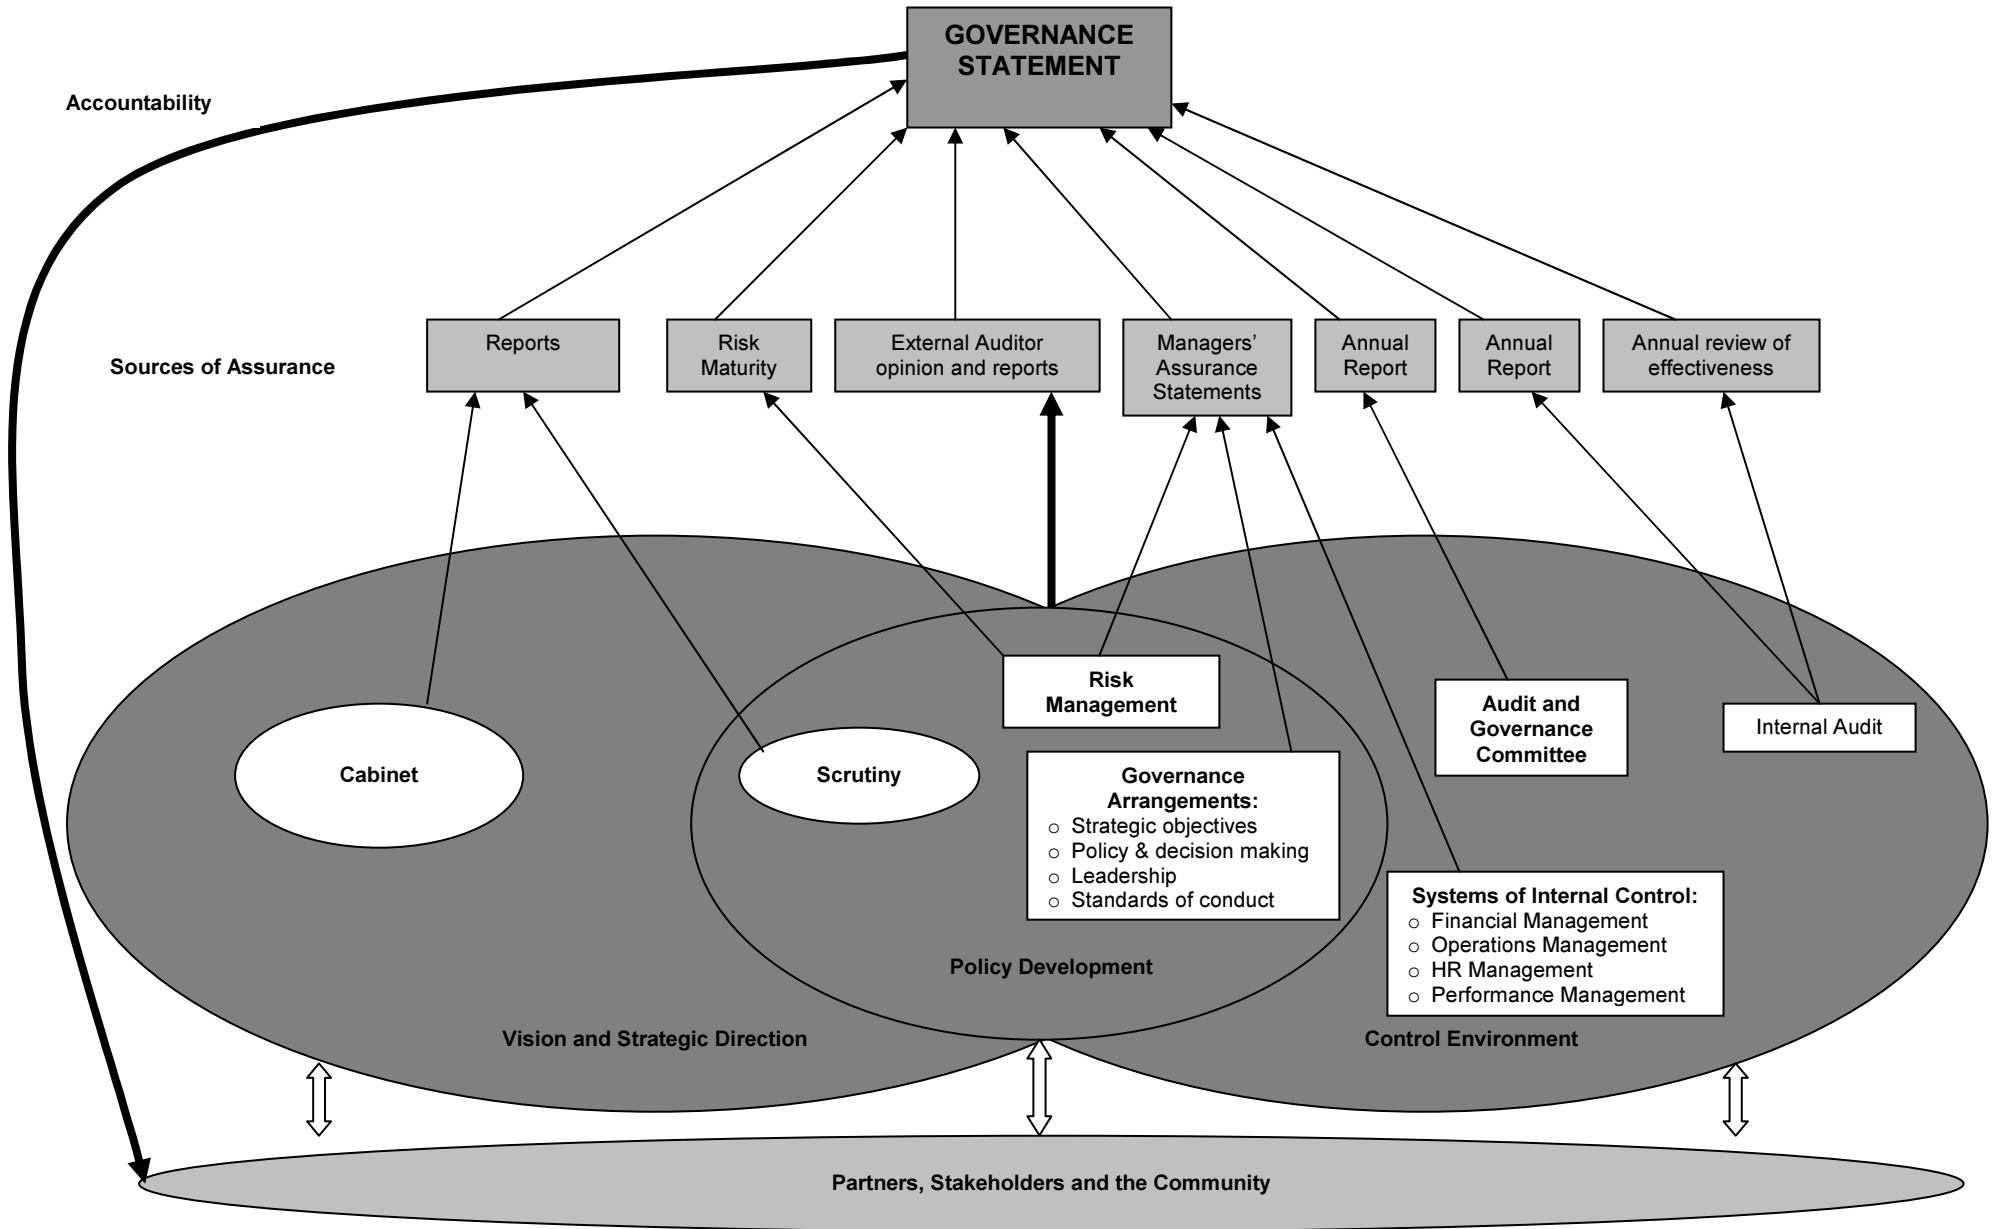 GOVERNANCE
STATEMENT
Accountability
Sources of Assurance
Reports
Risk
Maturity
External Auditor
opinion and reports
Managers’
Assurance
Statements
Annual
Report
Annual
Report
Annual review of
effectiveness
Cabinet
Scrutiny
Risk
Management
Governance
Arrangements:
○ Strategic objectives
○ Policy & decision making
○ Leadership
○ Standards of conduct
Audit and
Governance
Committee
Internal Audit
Systems of Internal Control:
○ Financial Management
○ Operations Management
○ HR Management
○ Performance Management
Policy Development
Vision and Strategic Direction
Control Environment
Partners, Stakeholders and the Community